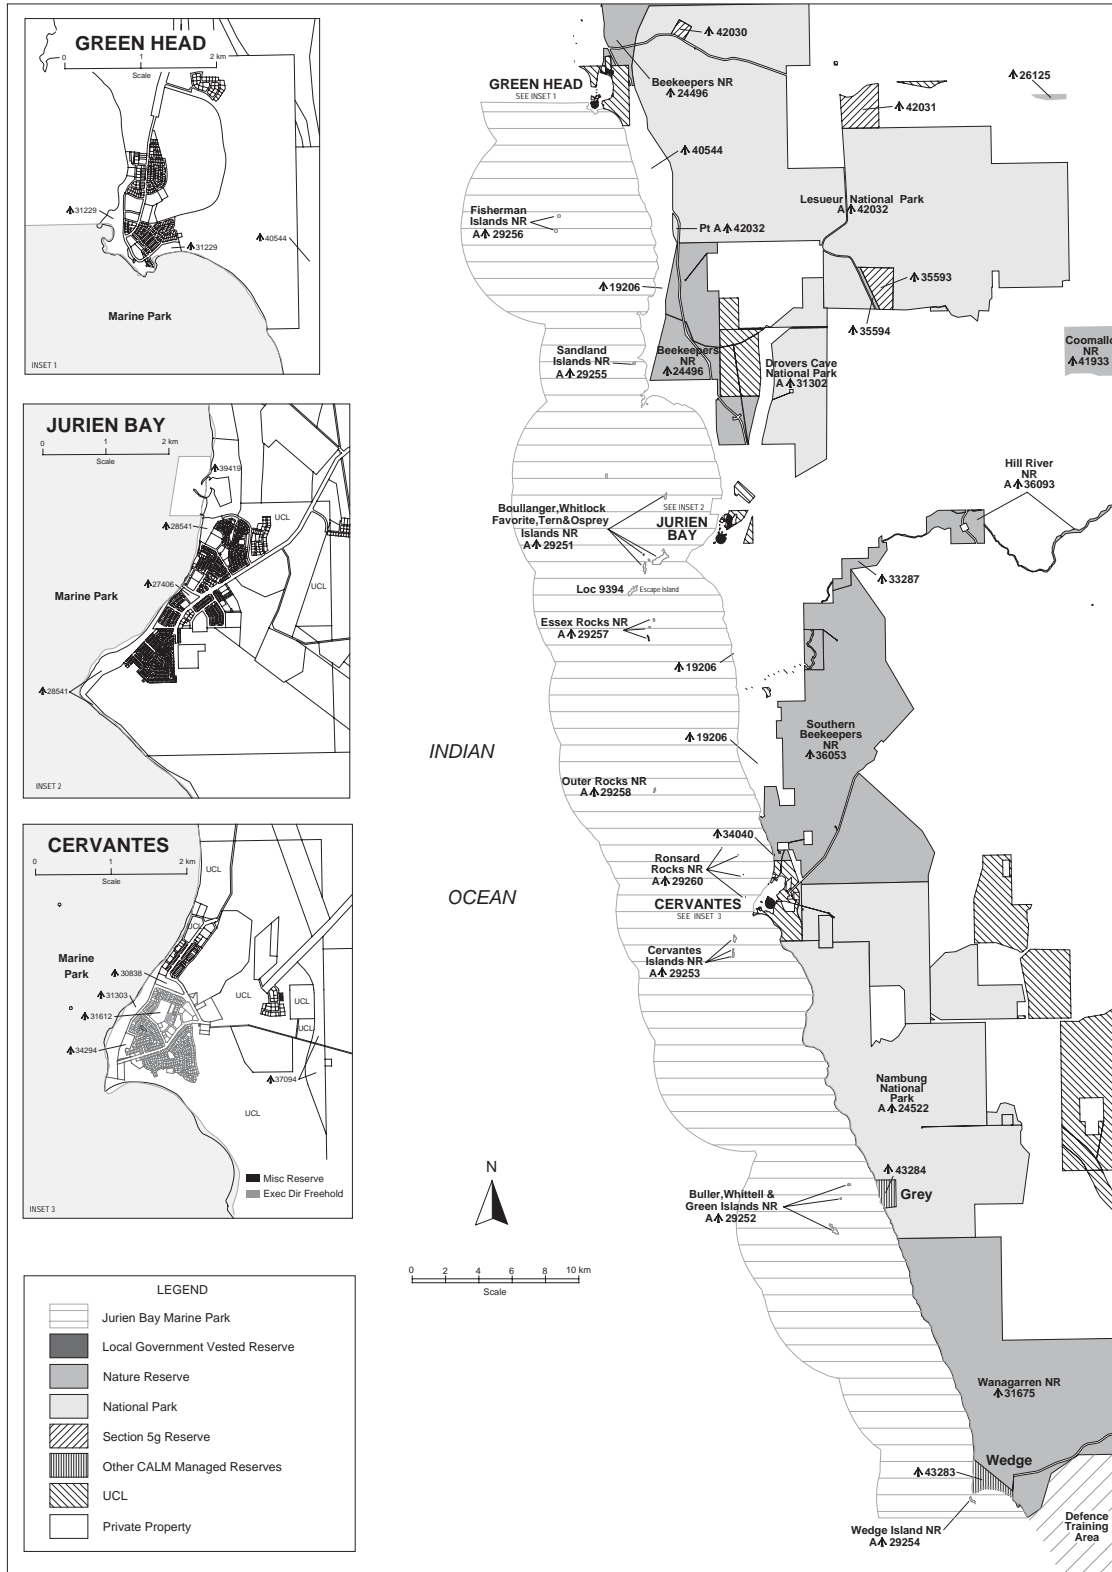 GREEN HEAD
0 1 2 km
Scale
31229
31229
40544
Marine Park
INSET 1
JURIEN BAY
0 1 2 km
Scale
39419
28541
UCL
27406
UCL
Marine Park
28541
INSET 2
CERVANTES
0 1 2 km
Scale
UCL
UCL
Marine
Park
30838
31303
UCL
UCL
31612
UCL
34294
37094
UCL
Misc Reserve
Exec Dir Freehold
INSET 3
LEGEND
Jurien Bay Marine Park
Local Government Vested Reserve
Nature Reserve
National Park
Section 5g Reserve
Other CALM Managed Reserves
UCL
Private Property
42030
GREEN HEAD
SEE INSET 1
Beekeepers NR
24496
26125
42031
40544
Lesueur National Park
A 42032
Fisherman
Islands NR
A 29256
Pt A 42032
35593
19206
35594
Sandland
Islands NR
A 29255
Beekeepers
NR
24496
Drovers Cave
National Park
A 31302
Coomallo
NR
41933
Hill River
NR
A 36093
Boullanger,Whitlock
Favorite,Tern&Osprey
Islands NR
A 29251
SEE INSET 2
JURIEN
BAY
33287
Loc 9394
Escape Island
Essex Rocks NR
A 29257
19206
INDIAN
19206
Southern
Beekeepers
NR
36053
Outer Rocks NR
A 29258
34040
Ronsard
Rocks NR
A 29260
OCEAN
CERVANTES
SEE INSET 3
Cervantes
Islands NR
A 29253
Nambung
National
Park
A 24522
43284
Grey
N
Buller,Whittell &
Green Islands NR
A 29252
0 2 4 6 8 10 km
Scale
Wanagarren NR
31675
Wedge
43283
Wedge Island NR
A 29254
Defence
Training
Area